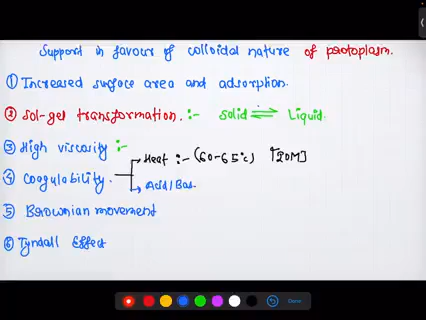 Support in favour of colloidal nature of protoplasm.
① Increased surface area and adsorption.
② Sol-gel transformation. :- Solid ⇌ Liquid.
③ High viscosity :-
Heat :- (60-65°C) ↑[20M]
④ Coagulability.
Acid/Bas.
⑤ Brownian movement
⑥ Tyndall Effect
Done